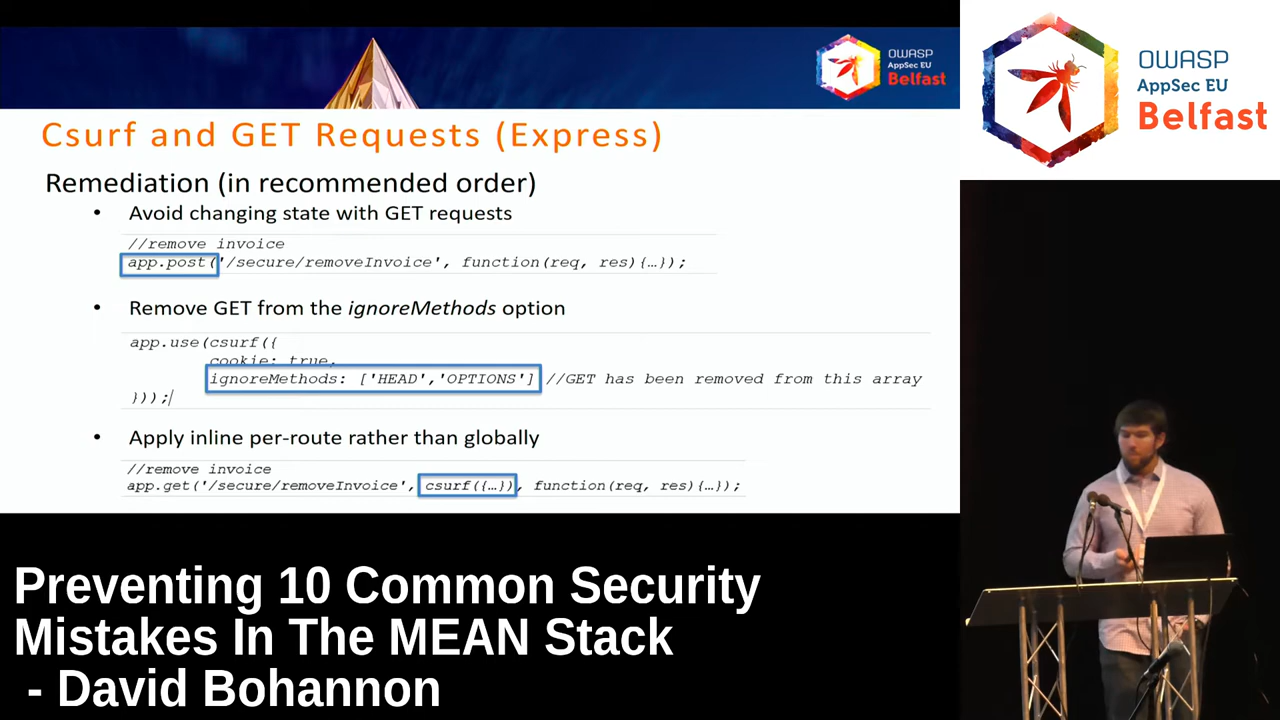 OWASP
AppSec EU
Belfast
OWASP
AppSec EU
Belfast
Csurf and GET Requests (Express)
Remediation (in recommended order)
• Avoid changing state with GET requests
//remove invoice
app.post('/secure/removeInvoice', function(req, res){…});
• Remove GET from the ignoreMethods option
app.use(csurf({
cookie: true,
ignoreMethods: ['HEAD','OPTIONS'] //GET has been removed from this array
}));
• Apply inline per-route rather than globally
//remove invoice
app.get('/secure/removeInvoice', csurf({…}), function(req, res){…});
Preventing 10 Common Security
Mistakes In The MEAN Stack
- David Bohannon